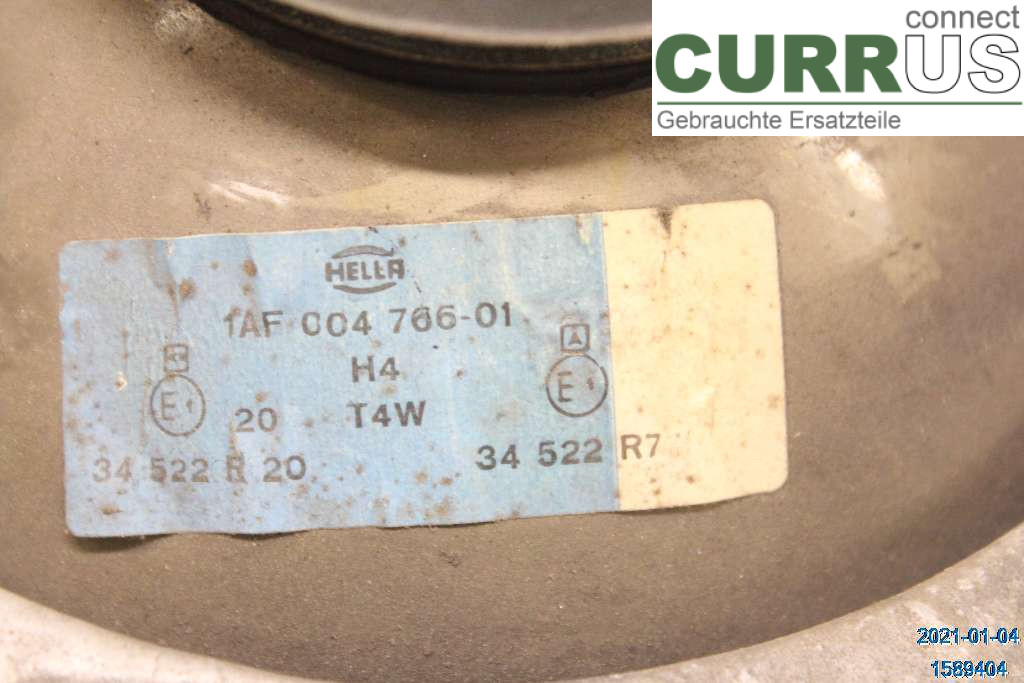 connect
CURRUS
Gebrauchte Ersatzteile
HELLA
1AF 004 766-01
A
H4
E1
E1
20 T4W
34 522 R 20 34 522 R7
2021-01-04
1589404